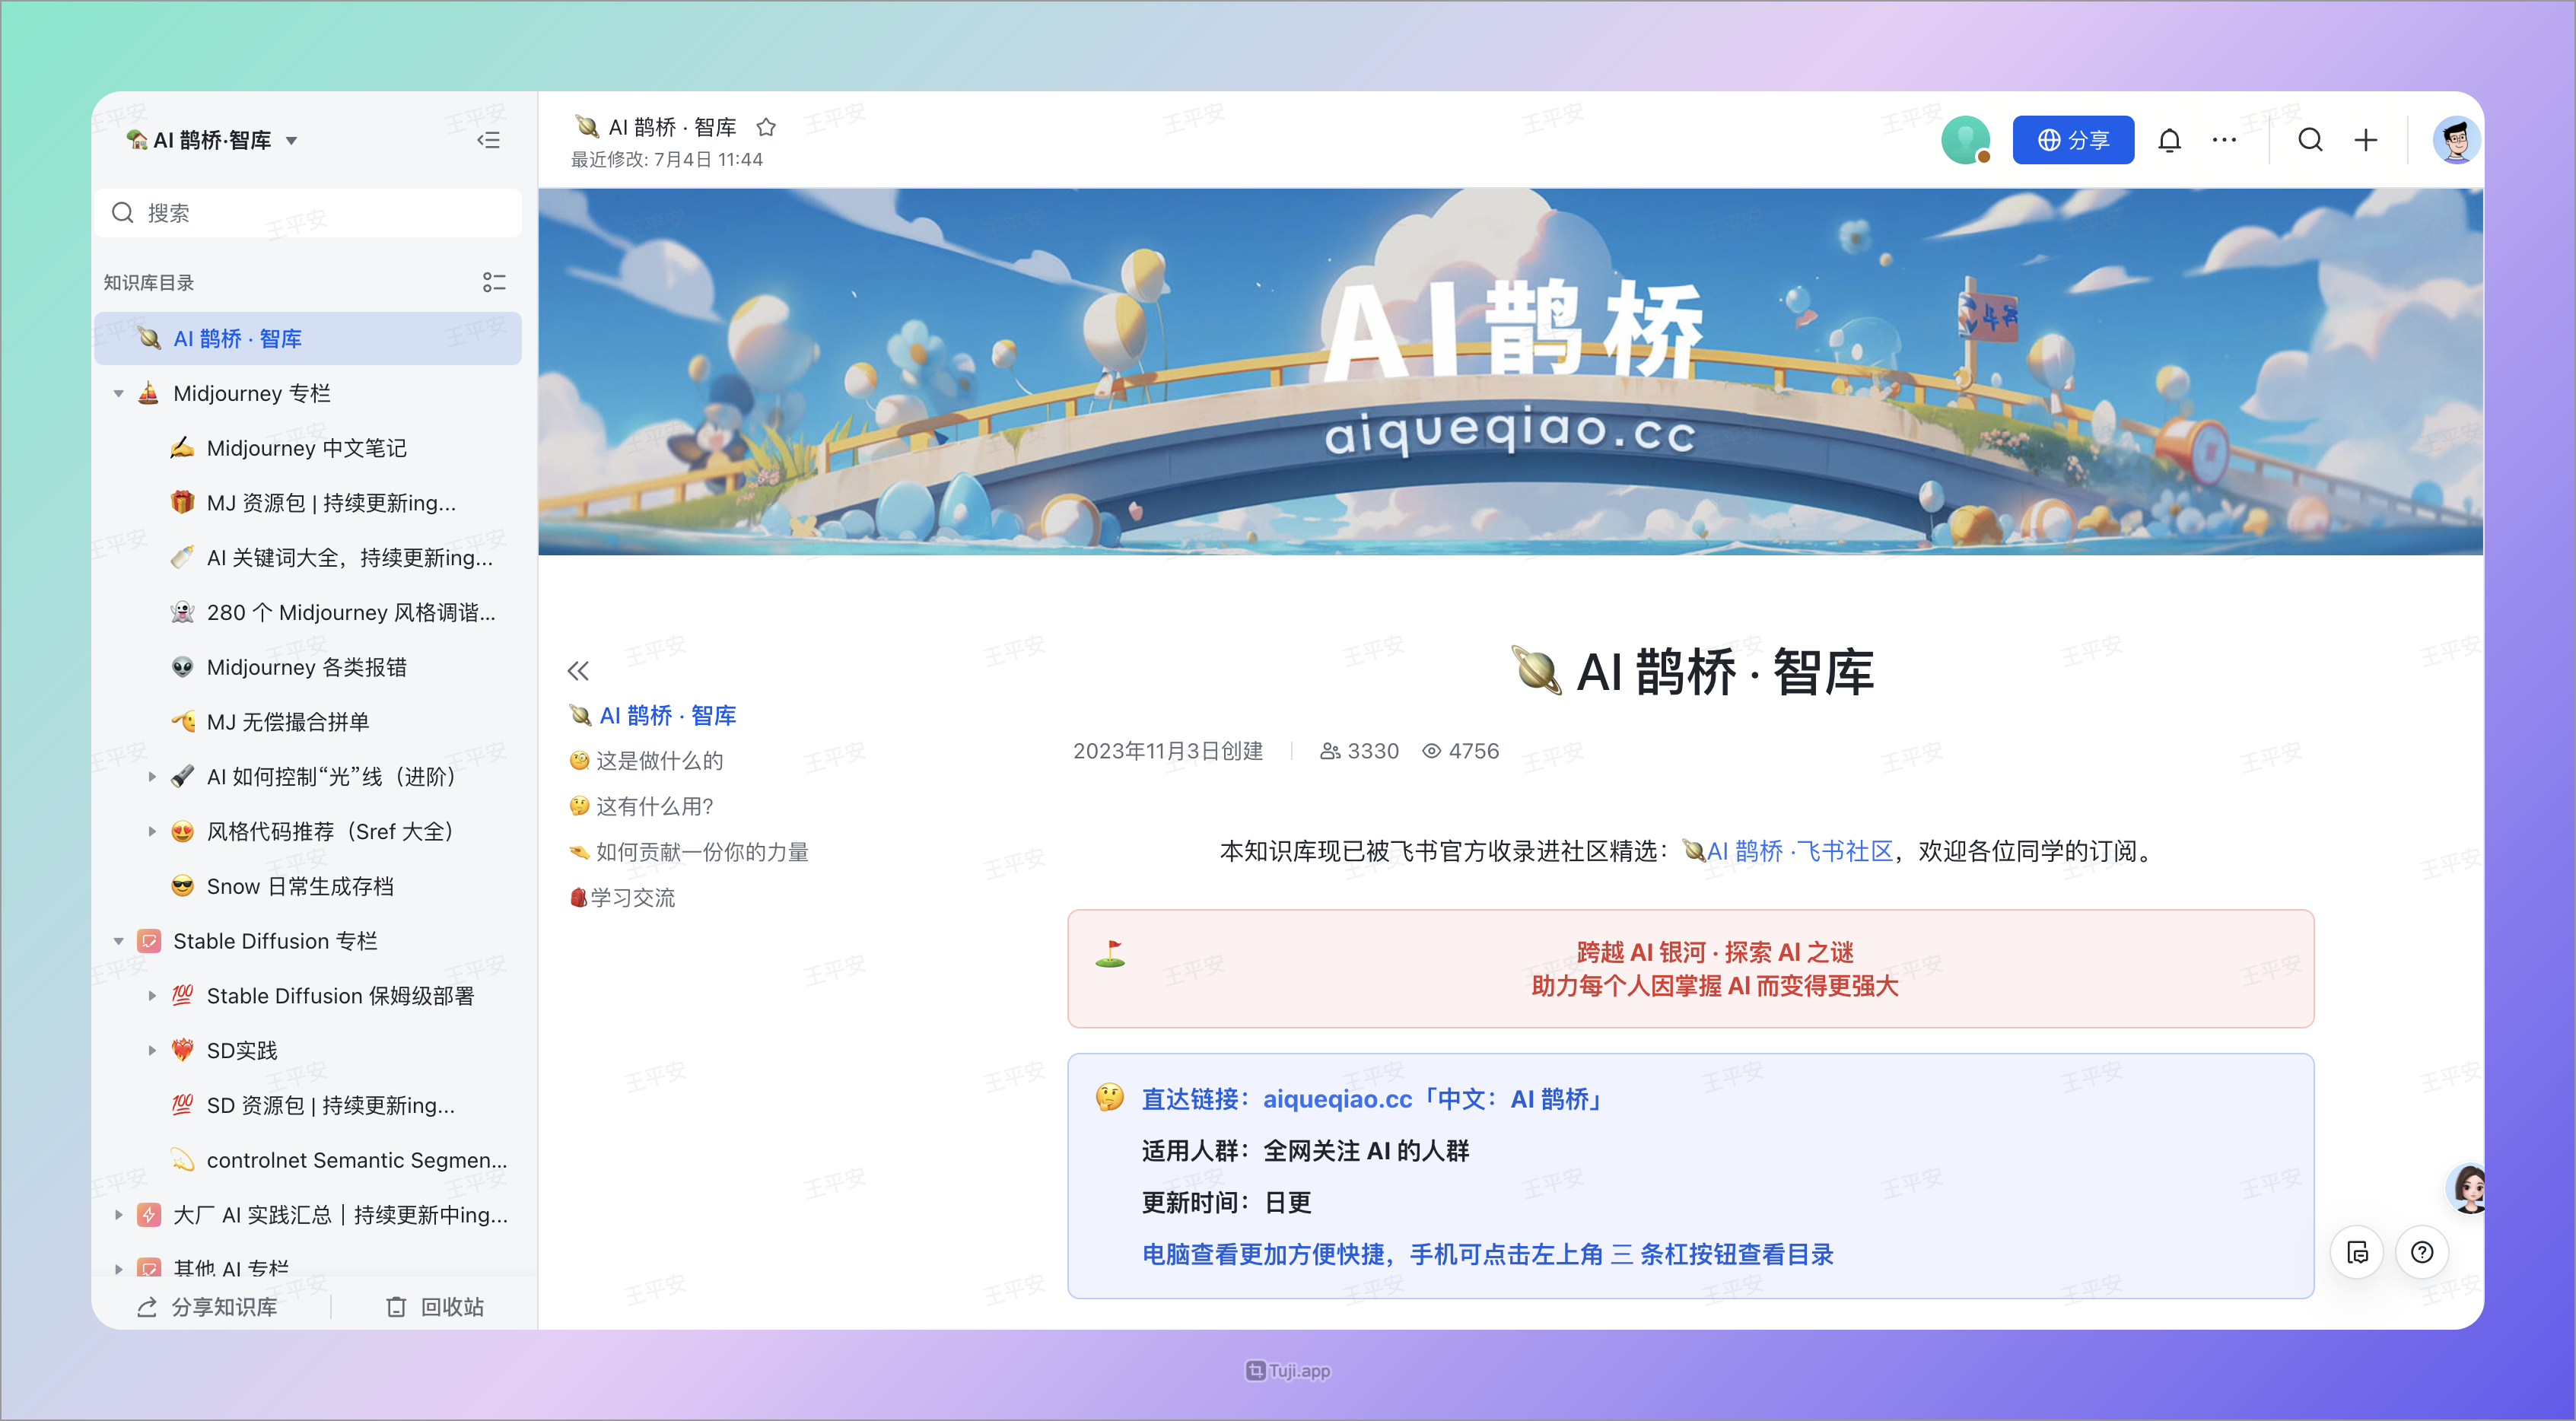 AI 鹊桥·智库
搜索
知识库目录
AI 鹊桥 · 智库
Midjourney 专栏
Midjourney 中文笔记
MJ 资源包 | 持续更新ing...
AI 关键词大全，持续更新ing...
280 个 Midjourney 风格调谐...
Midjourney 各类报错
MJ 无偿撮合拼单
AI 如何控制“光”线（进阶）
风格代码推荐（Sref 大全）
Snow 日常生成存档
Stable Diffusion 专栏
Stable Diffusion 保姆级部署
SD实践
SD 资源包 | 持续更新ing...
controlnet Semantic Segmen...
大厂 AI 实践汇总｜持续更新中ing...
其他 AI 专栏
分享知识库
回收站
AI 鹊桥 · 智库
最近修改: 7月4日 11:44
分享
AI鹊桥
aiqueqiao.cc
AI 鹊桥 · 智库
这是做什么的
这有什么用?
如何贡献一份你的力量
学习交流
AI 鹊桥 · 智库
2023年11月3日创建
3330
4756
本知识库现已被飞书官方收录进社区精选：AI 鹊桥 ·飞书社区，欢迎各位同学的订阅。
跨越 AI 银河 · 探索 AI 之谜
助力每个人因掌握 AI 而变得更强大
直达链接：aiqueqiao.cc「中文：AI 鹊桥」
适用人群：全网关注 AI 的人群
更新时间：日更
电脑查看更加方便快捷，手机可点击左上角 三 条杠按钮查看目录
王平安
Tuji.app